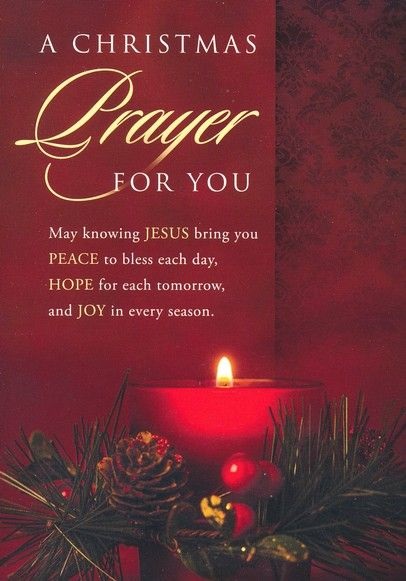 A CHRISTMAS
Prayer
FOR YOU
May knowing JESUS bring you
PEACE to bless each day,
HOPE for each tomorrow,
and JOY in every season.